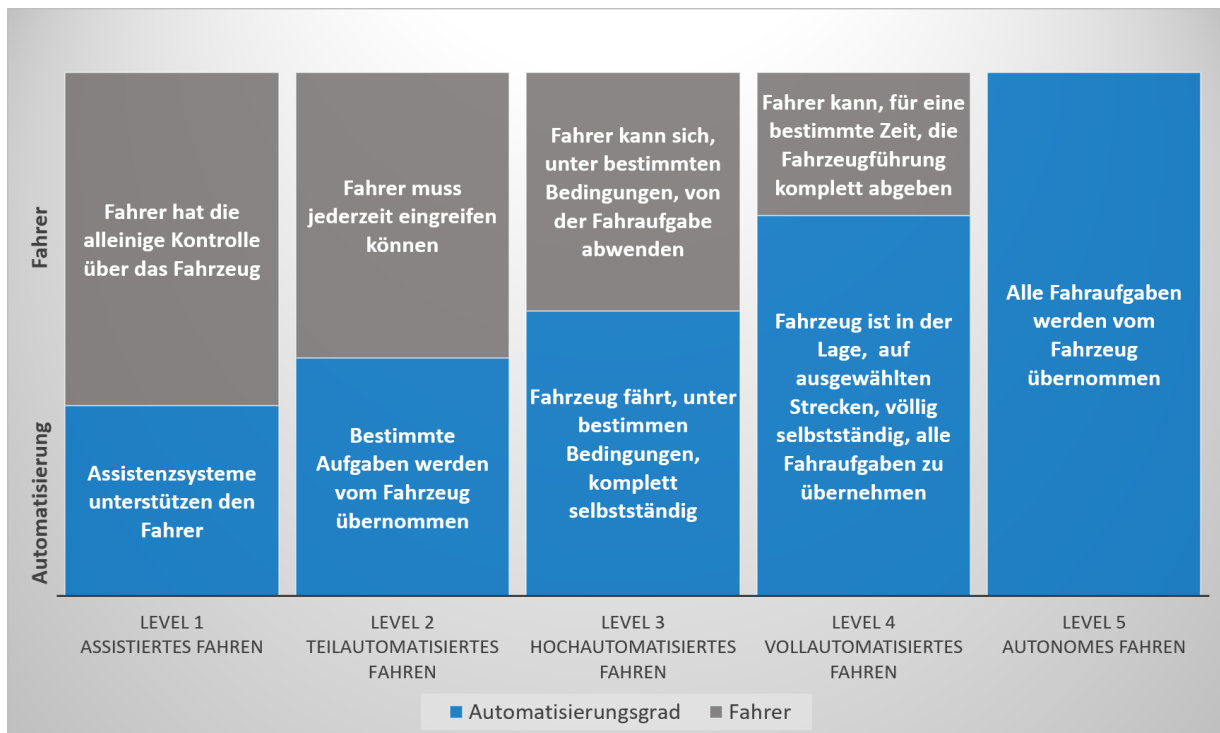 Fahrer
Automatisierung
Fahrer hat die
alleinige Kontrolle
über das Fahrzeug
Assistenzsysteme
unterstützen den
Fahrer
Fahrer muss
jederzeit eingreifen
können
Bestimmte
Aufgaben werden
vom Fahrzeug
übernommen
Fahrer kann sich,
unter bestimmten
Bedingungen, von
der Fahraufgabe
abwenden
Fahrzeug fährt, unter
bestimmen
Bedingungen,
komplett
selbstständig
Fahrer kann, für eine
bestimmte Zeit, die
Fahrzeugführung
komplett abgeben
Fahrzeug ist in der
Lage, auf
ausgewählten
Strecken, völlig
selbstständig, alle
Fahraufgaben zu
übernehmen
Alle Fahraufgaben
werden vom
Fahrzeug
übernommen
LEVEL 1
ASSISTIERTES FAHREN
LEVEL 2
TEILAUTOMATISIERTES
FAHREN
LEVEL 3
HOCHAUTOMATISIERTES
FAHREN
LEVEL 4
VOLLAUTOMATISIERTES
FAHREN
LEVEL 5
AUTONOMES FAHREN
Automatisierungsgrad
Fahrer